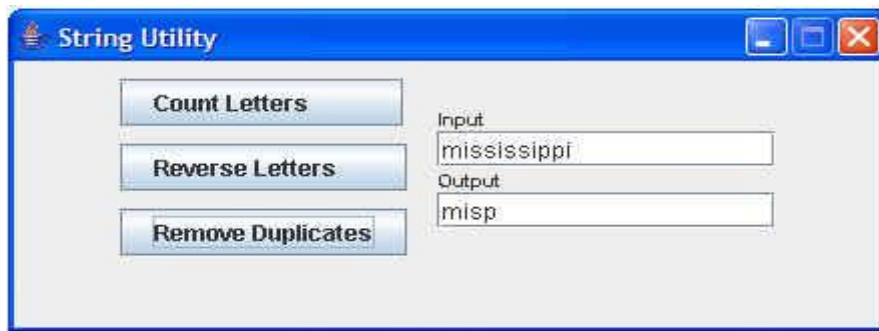 String Utility
Count Letters
Reverse Letters
Remove Duplicates
Input
mississippi
Output
misp